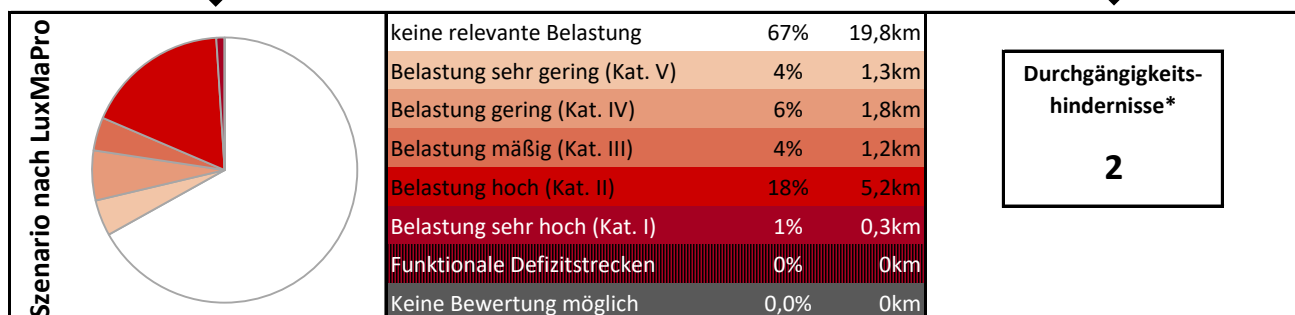 Szenario nach LuxMaPro
keine relevante Belastung 67% 19,8km
Belastung sehr gering (Kat. V) 4% 1,3km
Belastung gering (Kat. IV) 6% 1,8km
Belastung mäßig (Kat. III) 4% 1,2km
Belastung hoch (Kat. II) 18% 5,2km
Belastung sehr hoch (Kat. I) 1% 0,3km
Funktionale Defizitstrecken 0% 0km
Keine Bewertung möglich 0,0% 0km
Durchgängigkeits-
hindernisse*
2